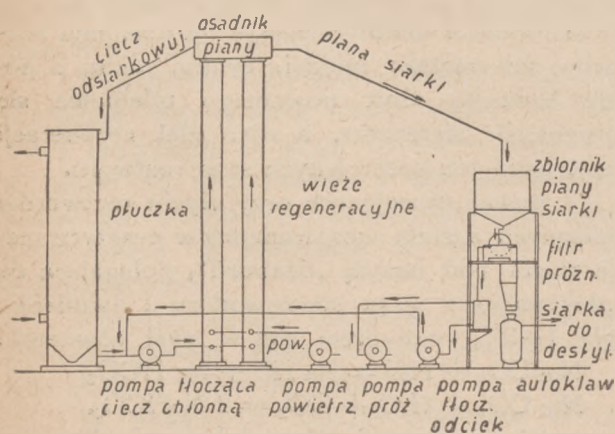 osadnik
piany
ciecz
odsiarkowuj
piana siarki
zbiornik
piany
siarki
płuczka
wieże
regeneracyjne
filtr
próżn.
siarka
do
destyl.
pow.
pompa tłocząca
ciecz chłonną
pompa
powietrz
pompa
próż
pompa
tłocz.
odciek
autoklaw